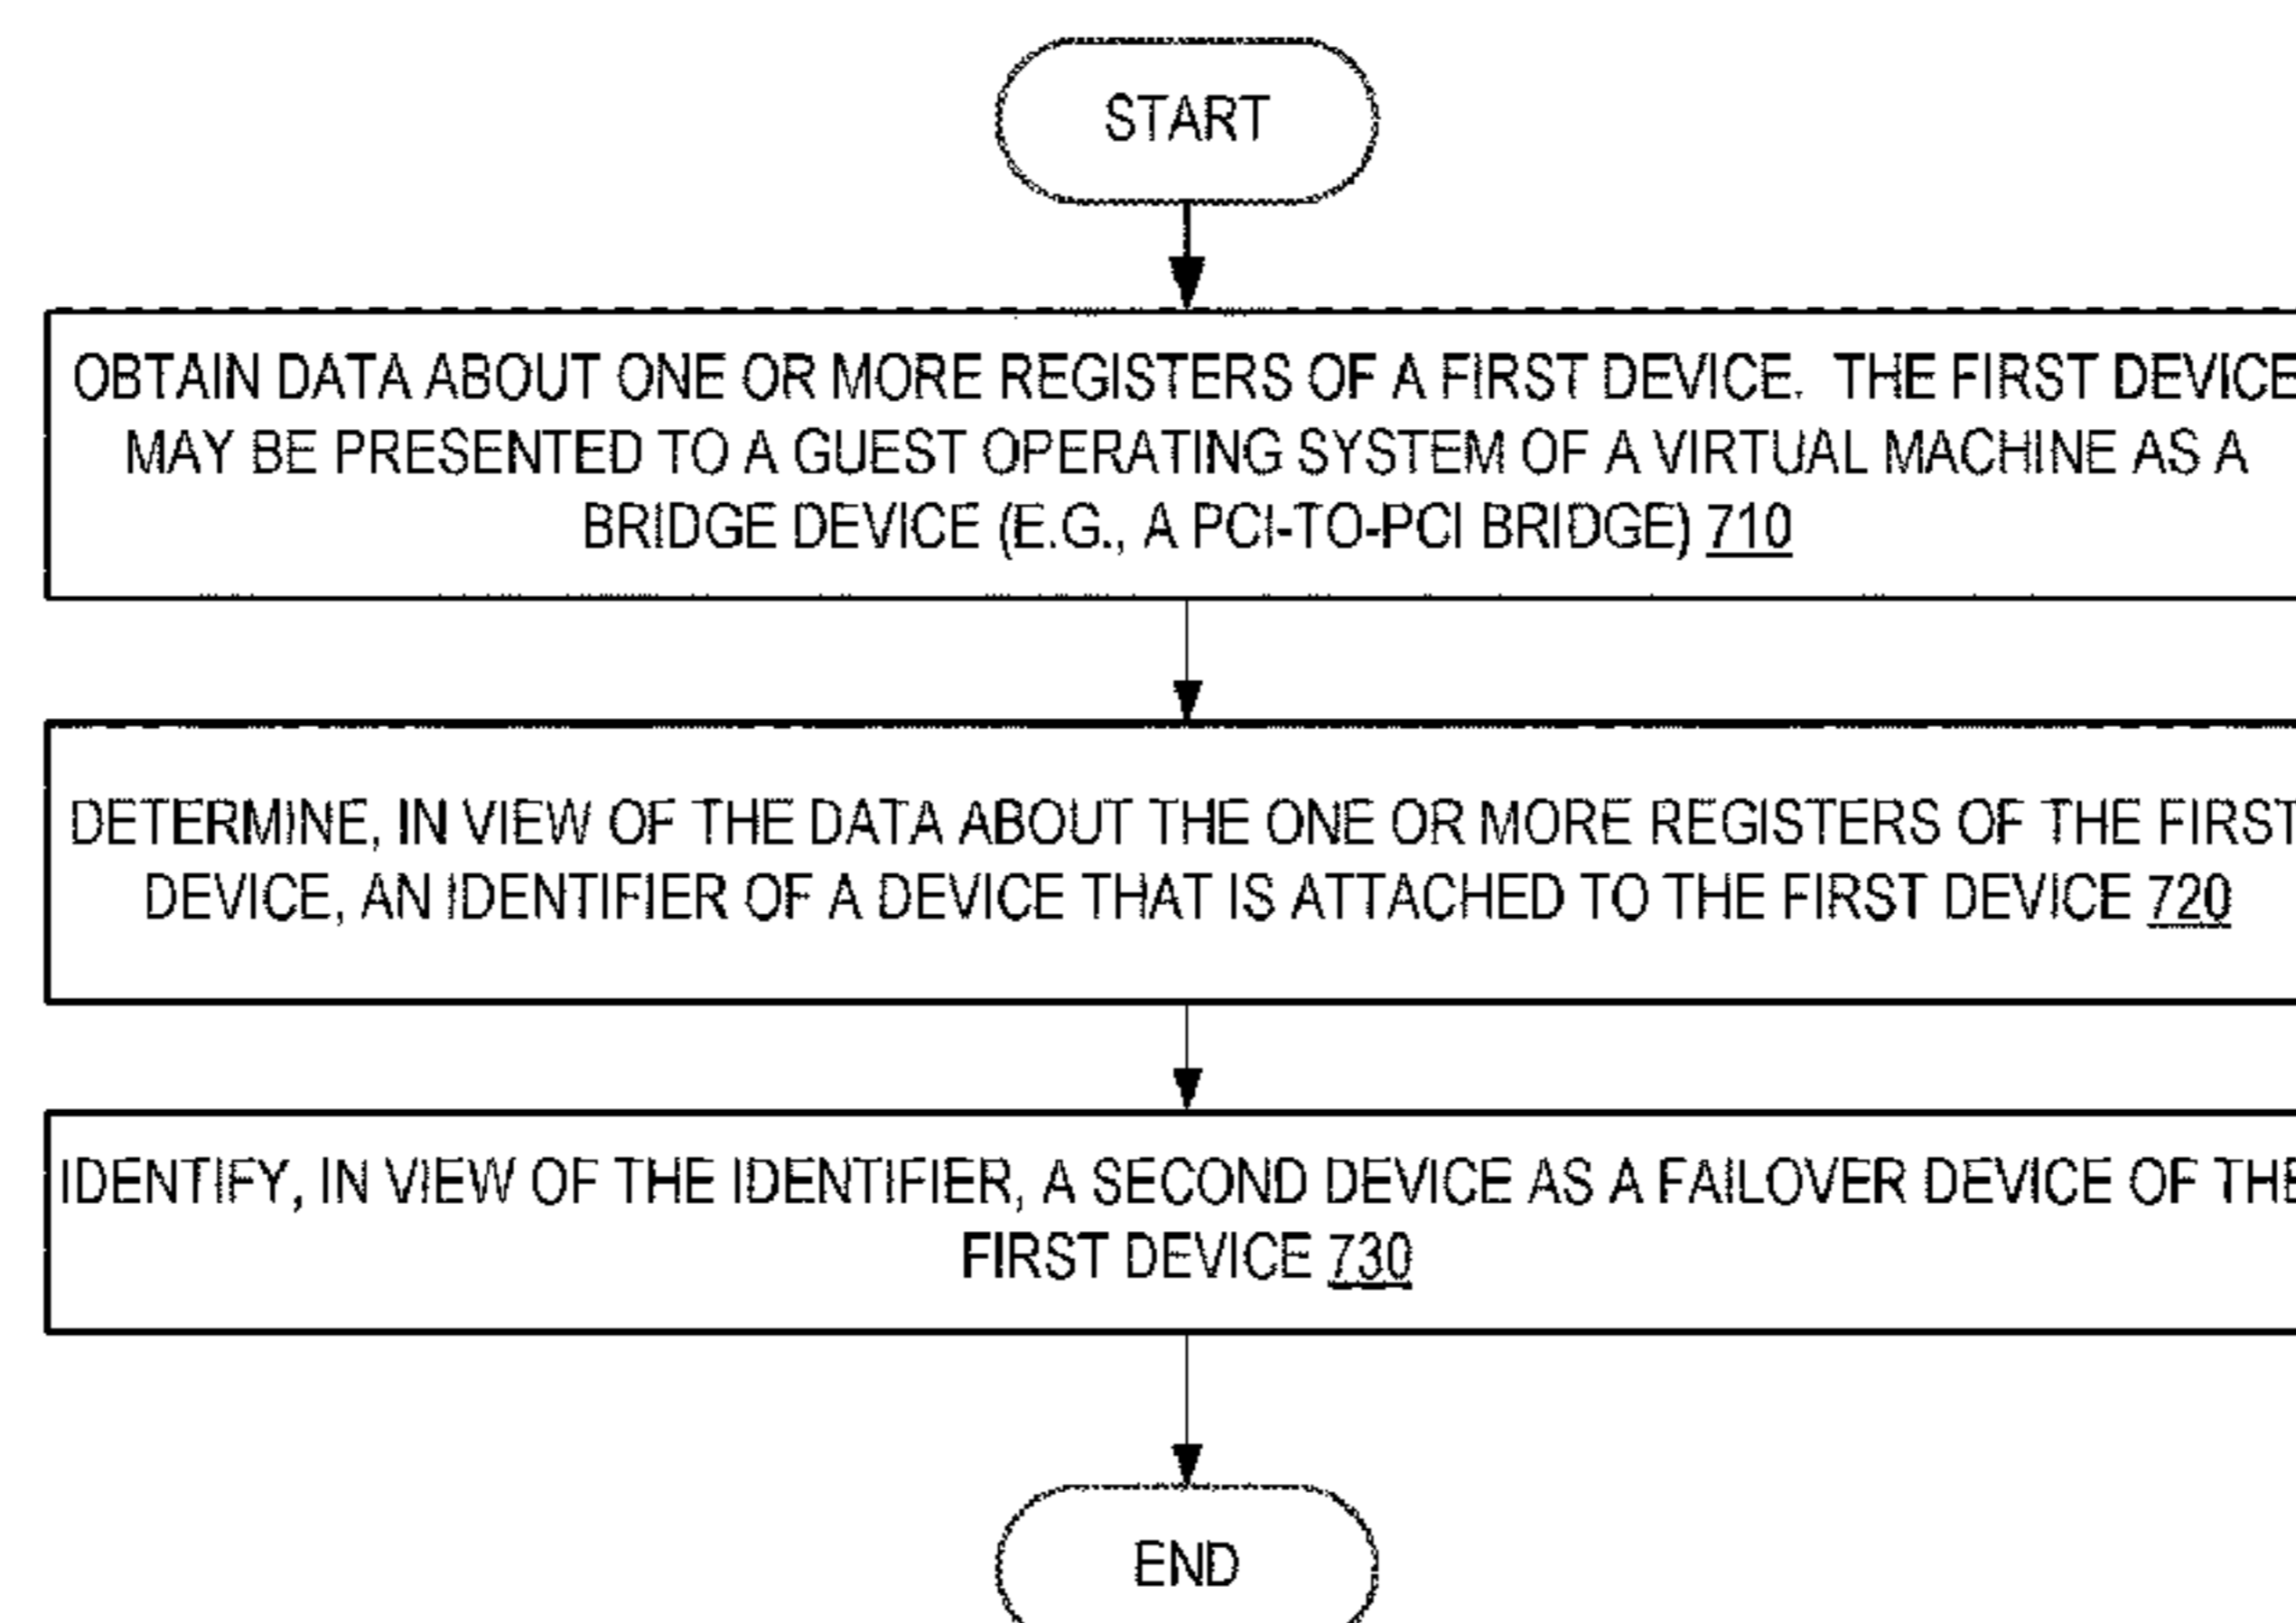 START
OBTAIN DATA ABOUT ONE OR MORE REGISTERS OF A FIRST DEVICE. THE FIRST DEVICE
MAY BE PRESENTED TO A GUEST OPERATING SYSTEM OF A VIRTUAL MACHINE AS A
BRIDGE DEVICE (E.G., A PCI-TO-PCI BRIDGE) 710
DETERMINE, IN VIEW OF THE DATA ABOUT THE ONE OR MORE REGISTERS OF THE FIRST
DEVICE, AN IDENTIFIER OF A DEVICE THAT IS ATTACHED TO THE FIRST DEVICE 720
IDENTIFY, IN VIEW OF THE IDENTIFIER, A SECOND DEVICE AS A FAILOVER DEVICE OF THE
FIRST DEVICE 730
END